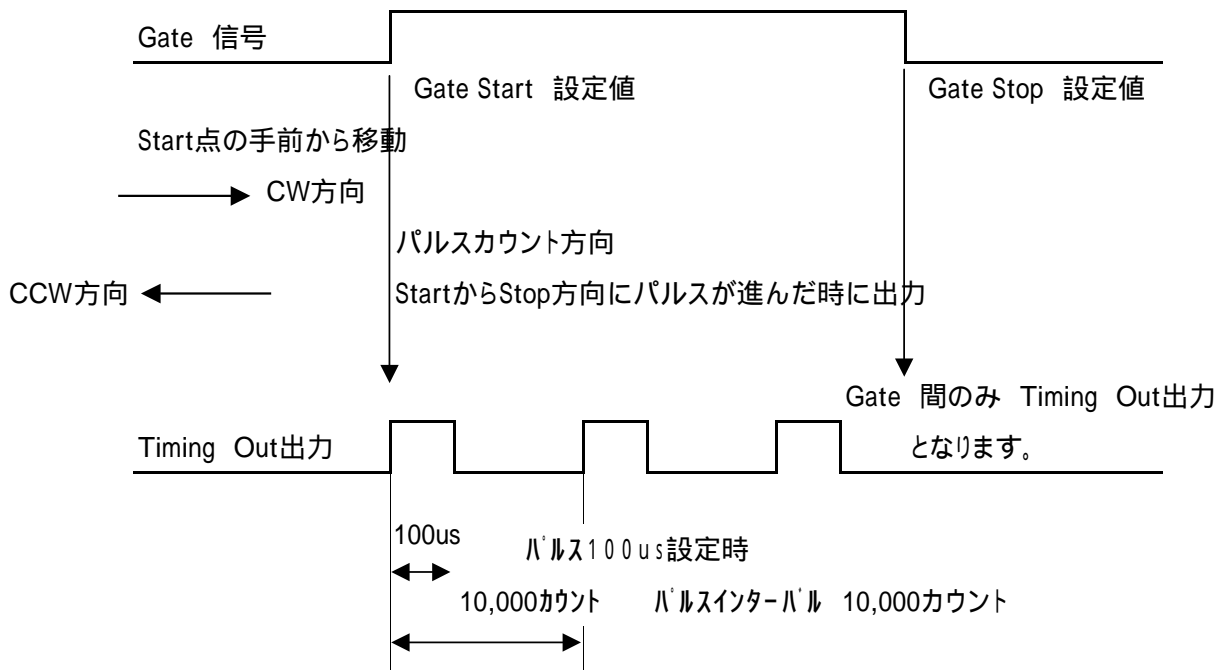 Gate 信号
Gate Start 設定値
Gate Stop 設定値
Start点の手前から移動
CW方向
パルスカウント方向
CCW方向
StartからStop方向にパルスが進んだ時に出力
Gate 間のみ Timing Out出力
Timing Out出力
となります。
100us
パルス100us設定時
10,000カウント パルスインターバル 10,000カウント